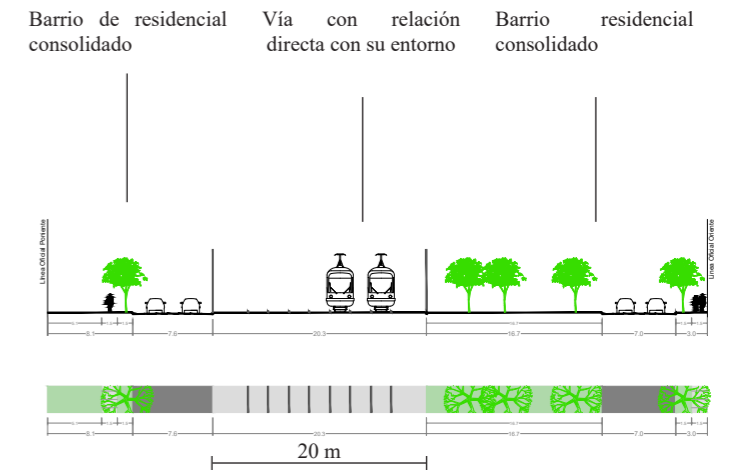 Barrio de residencial
consolidado
Vía con relación
directa con su entorno
Barrio residencial
consolidado
Línea Oficial Poniente
Línea Oficial Oriente
8.1 7.6 20.3 16.7 7.0 3.0
8.1 7.6 20.3 16.7 7.0 3.0
20 m